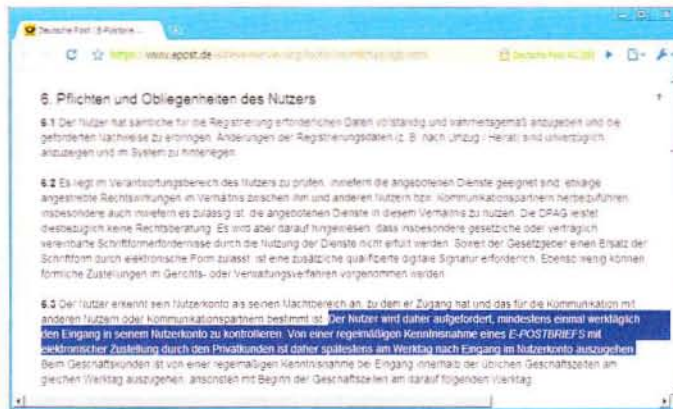 Deutsche Post | E-Postbrie...
www.epost.de
Deutsche Post AG [DE]
6. Pflichten und Obliegenheiten des Nutzers
6.1 Der Nutzer hat sämtliche für die Registrierung erforderlichen Daten vollständig und wahrheitsgemäß anzugeben und die
geforderten Nachweise zu erbringen. Änderungen der Registrierungsdaten (z. B. nach Umzug / Heirat) sind unverzüglich
anzuzeigen und im System zu hinterlegen.
6.2 Es liegt im Verantwortungsbereich des Nutzers zu prüfen, inwiefern die angebotenen Dienste geeignet sind, etwaige
angestrebte Rechtswirkungen im Verhältnis zwischen ihm und anderen Nutzern bzw. Kommunikationspartnern herbeizuführen,
insbesondere auch inwiefern es zulässig ist, die angebotenen Dienste in diesem Verhältnis zu nutzen. Die DPAG leistet
diesbezüglich keine Rechtsberatung. Es wird aber darauf hingewiesen, dass insbesondere gesetzliche oder vertraglich
vereinbarte Schriftformerfordernisse durch die Nutzung der Dienste nicht erfüllt werden. Soweit der Gesetzgeber einen Ersatz der
Schriftform durch elektronische Form zulässt, ist eine zusätzliche qualifizierte digitale Signatur erforderlich. Ebenso wenig können
förmliche Zustellungen im Gerichts- oder Verwaltungsverfahren vorgenommen werden.
6.3 Der Nutzer erkennt sein Nutzerkonto als seinen Machtbereich an, zu dem er Zugang hat und das für die Kommunikation mit
anderen Nutzern oder Kommunikationspartnern bestimmt ist. Der Nutzer wird daher aufgefordert, mindestens einmal werktäglich
den Eingang in seinem Nutzerkonto zu kontrollieren. Von einer regelmäßigen Kenntnisnahme eines E-POSTBRIEFS mit
elektronischer Zustellung durch den Privatkunden ist daher spätestens am Werktag nach Eingang im Nutzerkonto auszugehen.
Beim Geschäftskunden ist von einer regelmäßigen Kenntnisnahme bei Eingang innerhalb der üblichen Geschäftszeiten am
gleichen Werktag auszugehen, ansonsten mit Beginn der Geschäftszeiten am darauf folgenden Werktag.